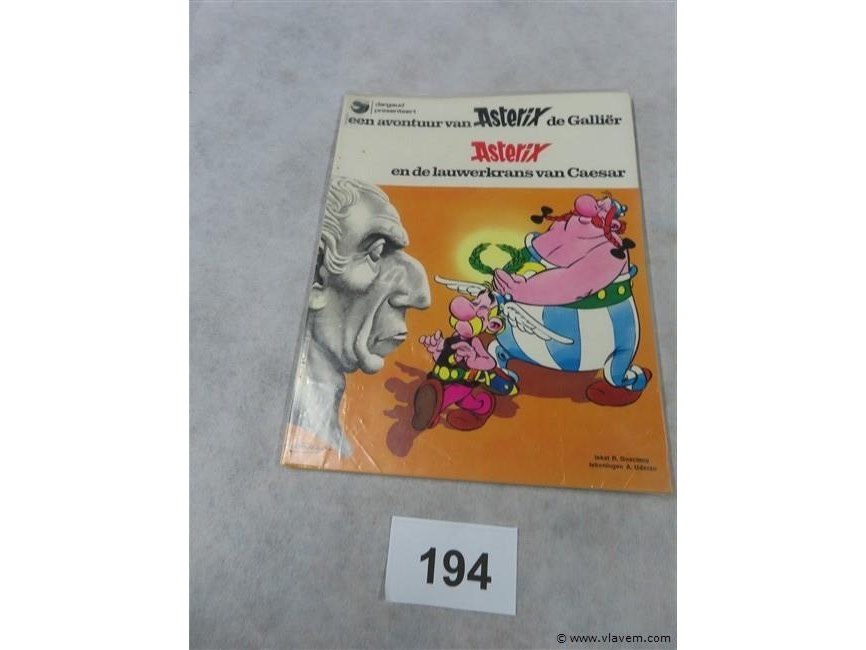 dargaud
presenteert
een avontuur van Asterix de Galliër
Asterix
en de lauwerkrans van Caesar
tekst R. Goscinny
tekeningen A. Uderzo
194
© www.vlavem.com